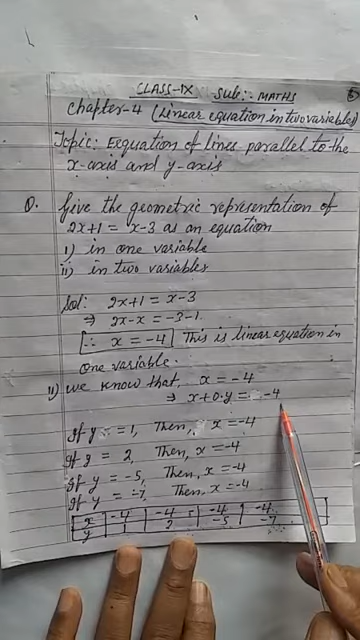 CLASS-IX Sub:- MATHS
Chapter-4 (Linear equation in two variables)
Topic: Eequation of lines parallel to the
x-axis and y-axis
Q. Give the geometric representation of
2x+1 = x-3 as an equation
i) in one variable
ii) in two variables
Sol: 2x+1 = x-3
⇒ 2x-x = -3-1
∴ x = -4 This is linear equation in
one variable.
ii) we know that, x = -4
⇒ x+0.y = -4
If y = 1, Then, x = -4
If y = 2, Then, x = -4
If y = -5, Then, x = -4
If y = -7 Then, x = -4
x -4 -4 -4 -4
y 1 2 -5 -7